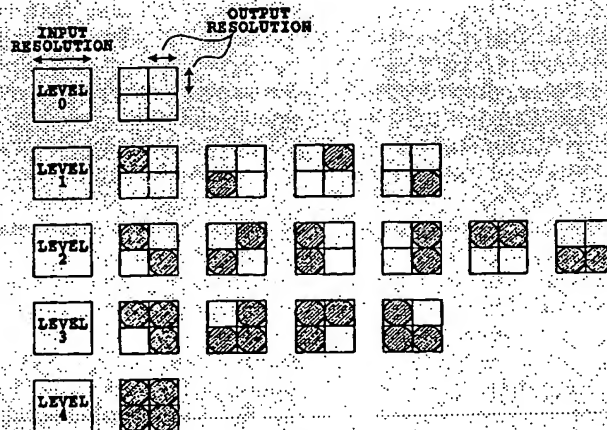 OUTPUT
RESOLUTION
INPUT
RESOLUTION
LEVEL
0
LEVEL
1
LEVEL
2
LEVEL
3
LEVEL
4